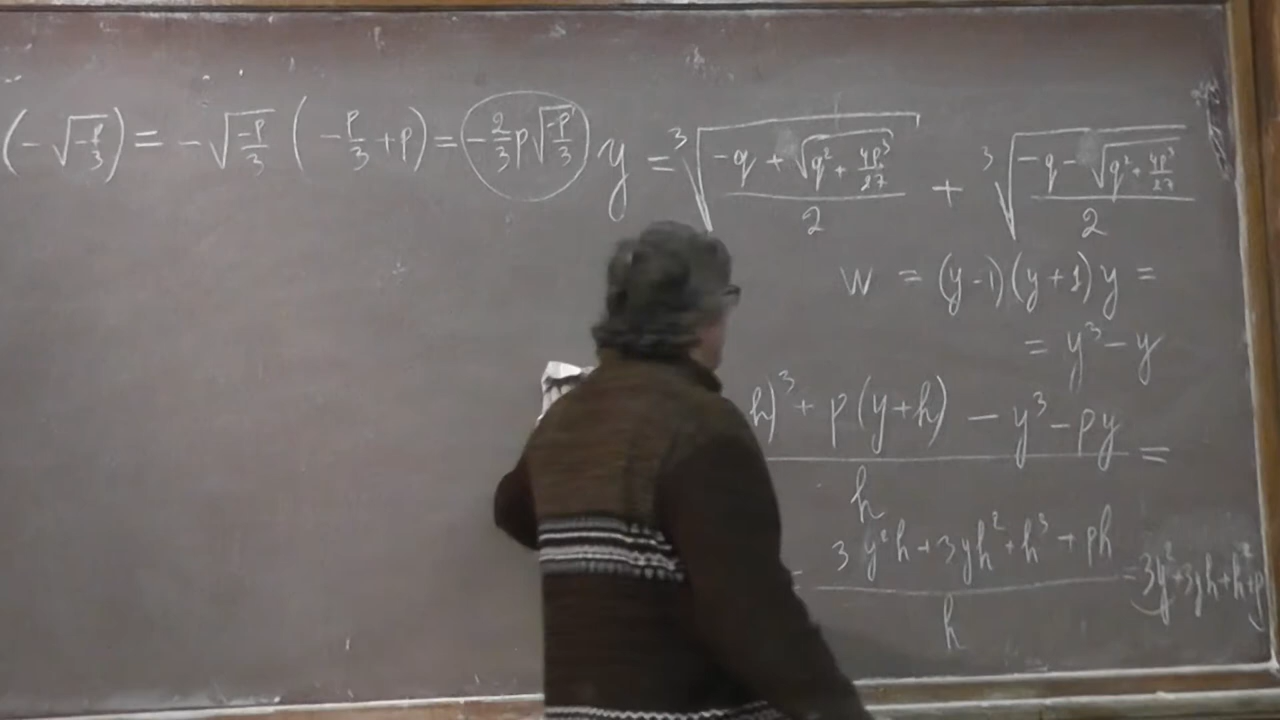 (-√(-p/3)) = -√(-p/3) (-p/3 + p) = -2/3 p√(-p/3)
y = ∛((-q + √(q² + 4p³/27))/2) + ∛((-q - √(q² + 4p³/27))/2)
w = (y-1)(y+1)y =
= y³ - y
h)³ + p(y+h) - y³ - py =
h
= 3y²h + 3yh² + h³ + ph = 3y² + 3yh + h² + p
h